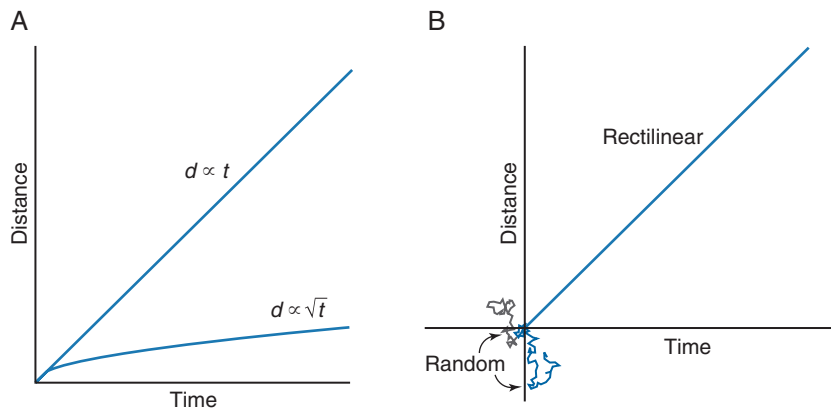 A
Distance
d ∝ t
d ∝ √t
Time
B
Distance
Rectilinear
Random
Time